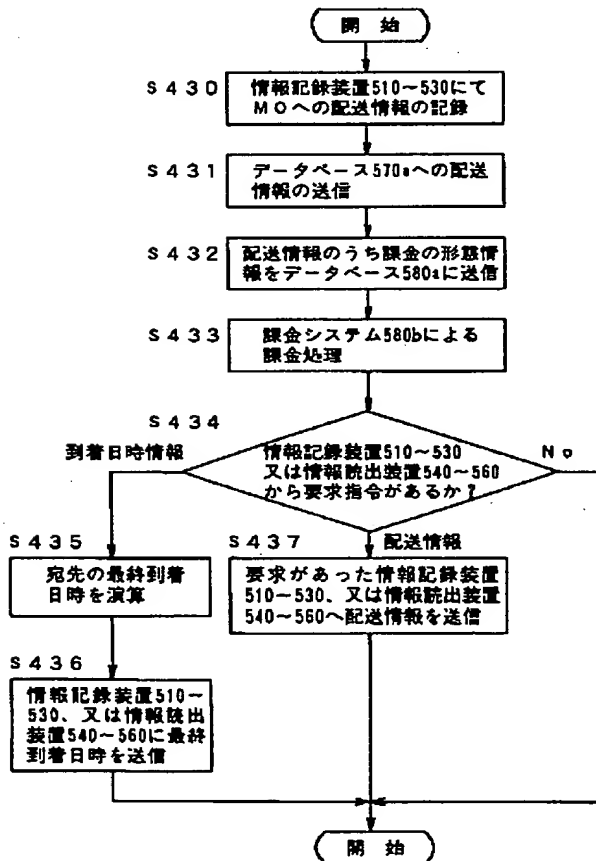 開 始
S430
情報記録装置510~530にて
MOへの配送情報の記録
S431
データベース570aへの配送
情報の送信
S432
配送情報のうち課金の形態情
報をデータベース580aに送信
S433
課金システム580bによる
課金処理
S434
到着日時情報
情報記録装置510~530
又は情報読出装置540~560
から要求指令があるか?
No
S435
宛先の最終到着
日時を演算
S437
配送情報
要求があった情報記録装置
510~530、又は情報読出装置
540~560へ配送情報を送信
S436
情報記録装置510~
530、又は情報読出
装置540~560に最終
到着日時を送信
開 始